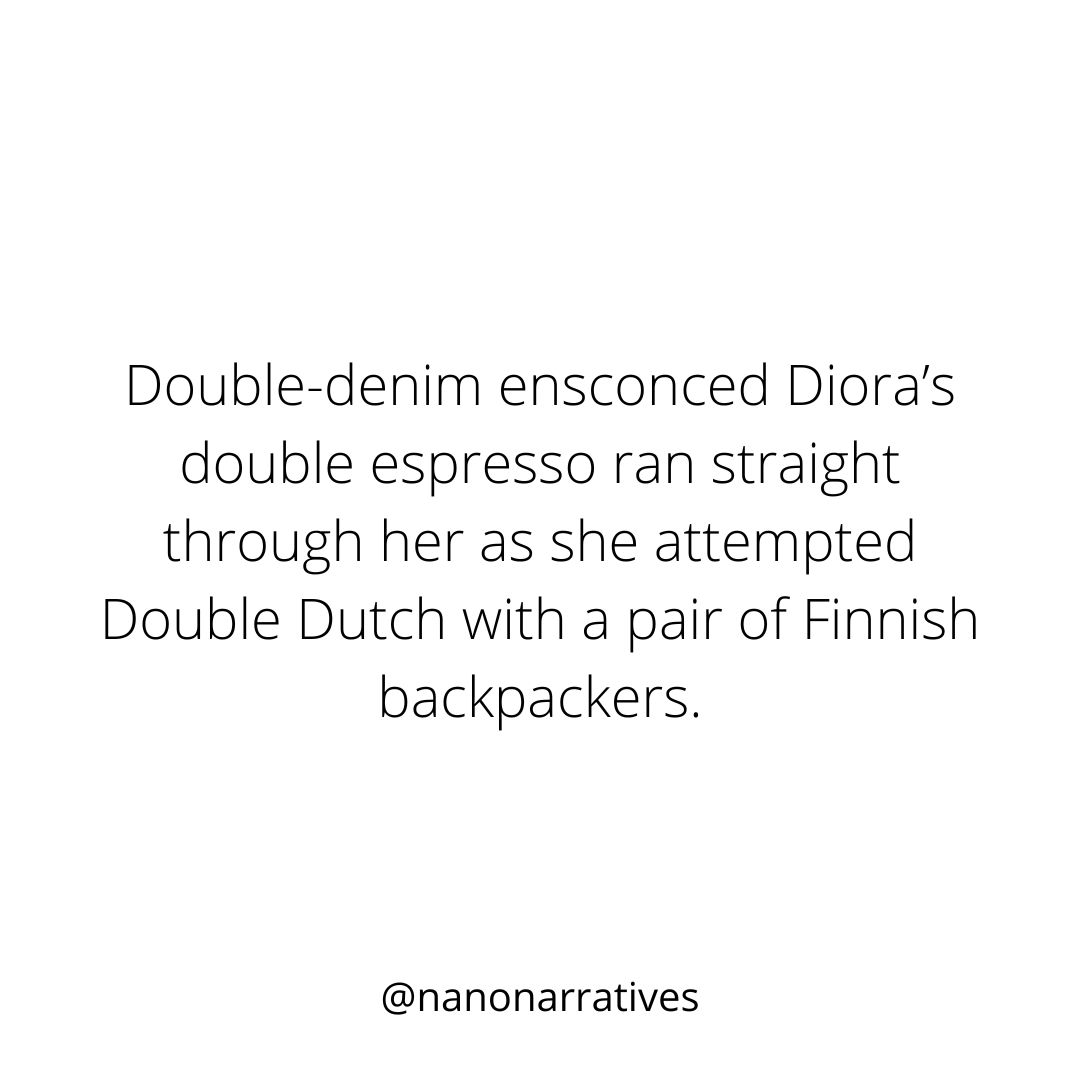 Double-denim ensconced Diora’s
double espresso ran straight
through her as she attempted
Double Dutch with a pair of Finnish
backpackers.
@nanonarratives